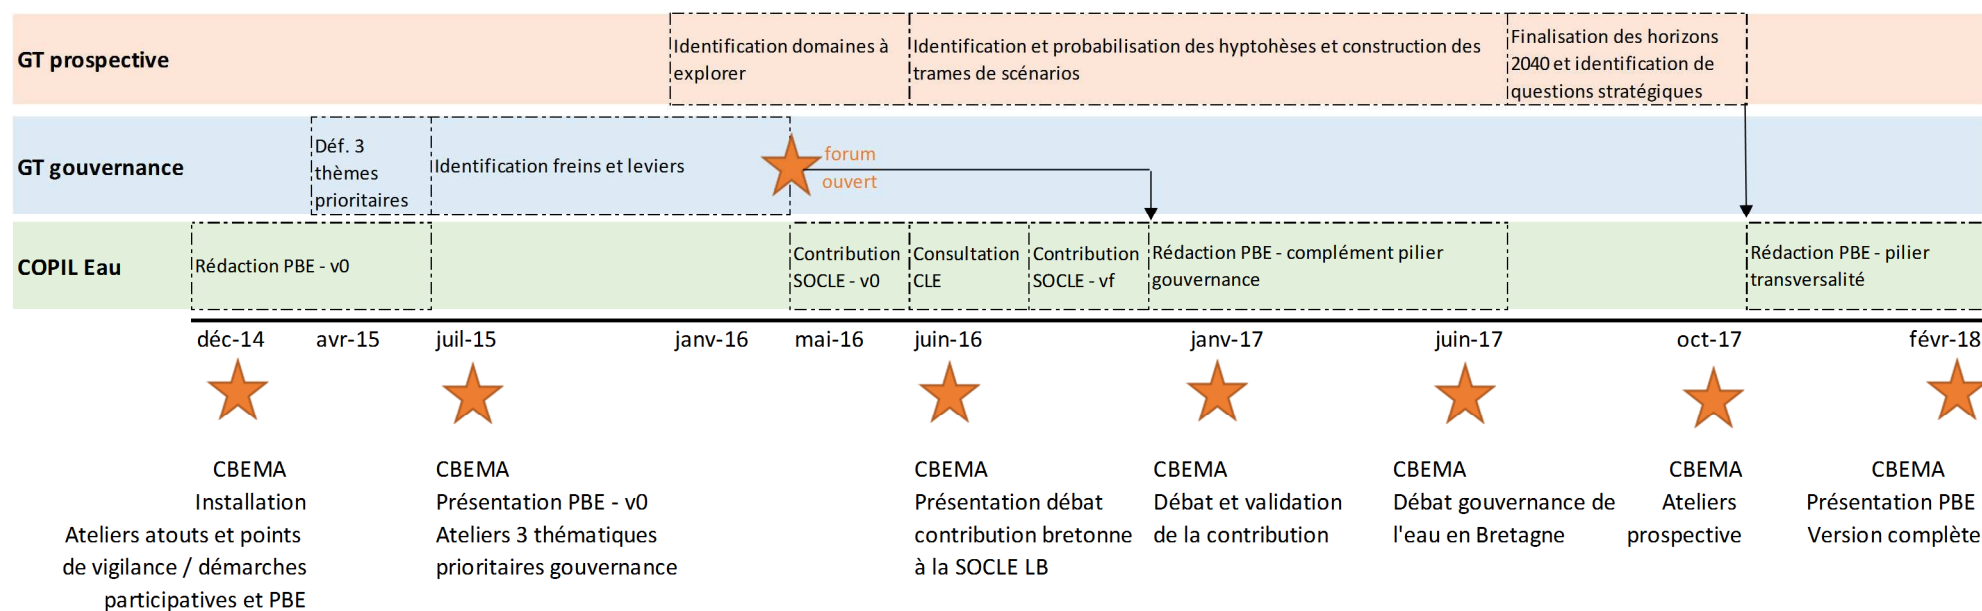 GT prospective
Identification domaines à
explorer
Identification et probabilisation des hyptohèses et construction des
trames de scénarios
Finalisation des horizons
2040 et identification de
questions stratégiques
GT gouvernance
Déf. 3
thèmes
prioritaires
Identification freins et leviers
forum
ouvert
COPIL Eau
Rédaction PBE - v0
Contribution
SOCLE - v0
Consultation
CLE
Contribution
SOCLE - vf
Rédaction PBE - complément pilier
gouvernance
Rédaction PBE - pilier
transversalité
déc-14
avr-15
juil-15
janv-16
mai-16
juin-16
janv-17
juin-17
oct-17
févr-18
CBEMA
Installation
Ateliers atouts et points
de vigilance / démarches
participatives et PBE
CBEMA
Présentation PBE - v0
Ateliers 3 thématiques
prioritaires gouvernance
CBEMA
Présentation débat
contribution bretonne
à la SOCLE LB
CBEMA
Débat et validation
de la contribution
CBEMA
Débat gouvernance de
l'eau en Bretagne
CBEMA
Ateliers
prospective
CBEMA
Présentation PBE
Version complète